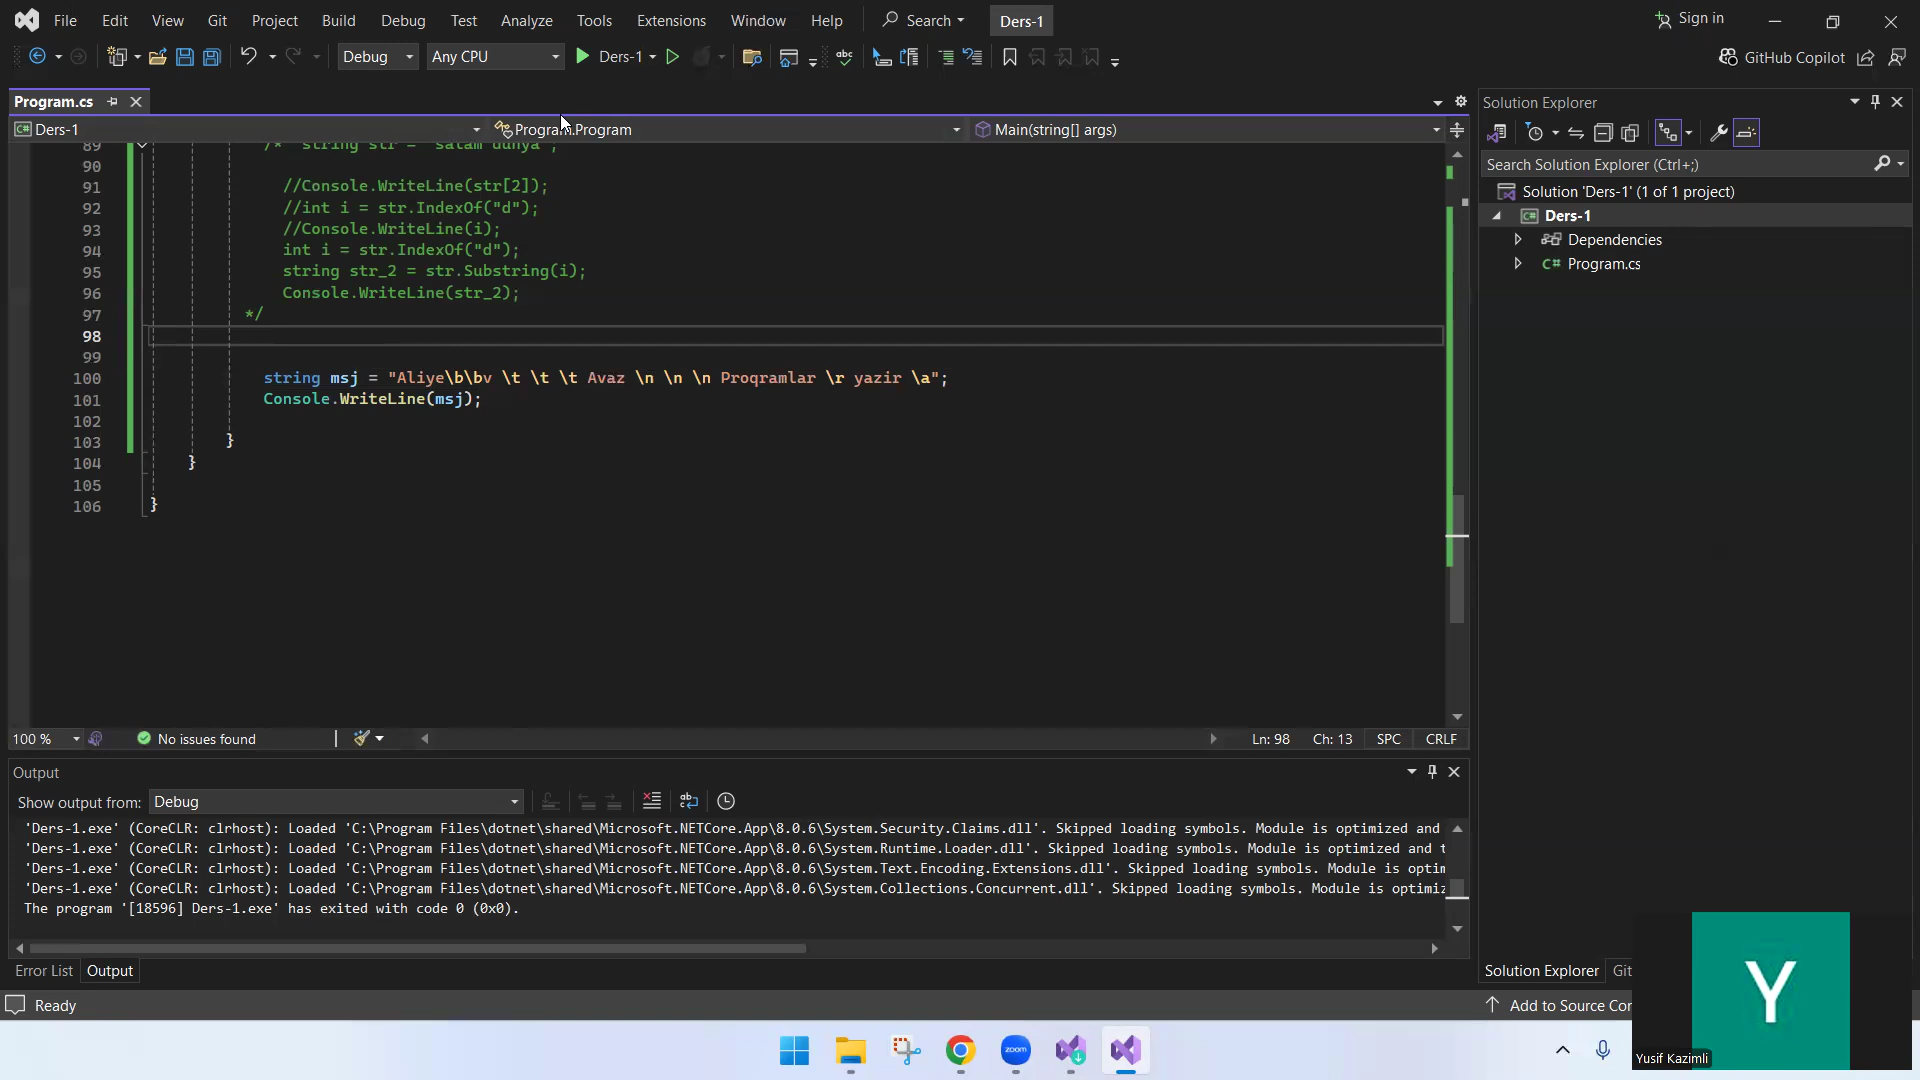 File Edit View Git Project Build Debug Test Analyze Tools Extensions Window Help Search Ders-1 Sign in
Debug Any CPU Ders-1 GitHub Copilot
Program.cs
Ders-1 Program.Program Main(string[] args)
89 /* string str = "salam dunya";
90
91 //Console.WriteLine(str[2]);
92 //int i = str.IndexOf("d");
93 //Console.WriteLine(i);
94 int i = str.IndexOf("d");
95 string str_2 = str.Substring(i);
96 Console.WriteLine(str_2);
97 */
98
99
100 string msj = "Aliye\b\bv \t \t \t Avaz \n \n \n Proqramlar \r yazir \a";
101 Console.WriteLine(msj);
102
103 }
104 }
105
106 }
100 % No issues found Ln: 98 Ch: 13 SPC CRLF
Output
Show output from: Debug
'Ders-1.exe' (CoreCLR: clrhost): Loaded 'C:\Program Files\dotnet\shared\Microsoft.NETCore.App\8.0.6\System.Security.Claims.dll'. Skipped loading symbols. Module is optimized and
'Ders-1.exe' (CoreCLR: clrhost): Loaded 'C:\Program Files\dotnet\shared\Microsoft.NETCore.App\8.0.6\System.Runtime.Loader.dll'. Skipped loading symbols. Module is optimized and t
'Ders-1.exe' (CoreCLR: clrhost): Loaded 'C:\Program Files\dotnet\shared\Microsoft.NETCore.App\8.0.6\System.Text.Encoding.Extensions.dll'. Skipped loading symbols. Module is optim
'Ders-1.exe' (CoreCLR: clrhost): Loaded 'C:\Program Files\dotnet\shared\Microsoft.NETCore.App\8.0.6\System.Collections.Concurrent.dll'. Skipped loading symbols. Module is optimiz
The program '[18596] Ders-1.exe' has exited with code 0 (0x0).
Error List Output
Ready
Solution Explorer
Search Solution Explorer (Ctrl+;)
Solution 'Ders-1' (1 of 1 project)
Ders-1
Dependencies
C# Program.cs
Solution Explorer Git
Add to Source Con
zoom
Y
Yusif Kazimli